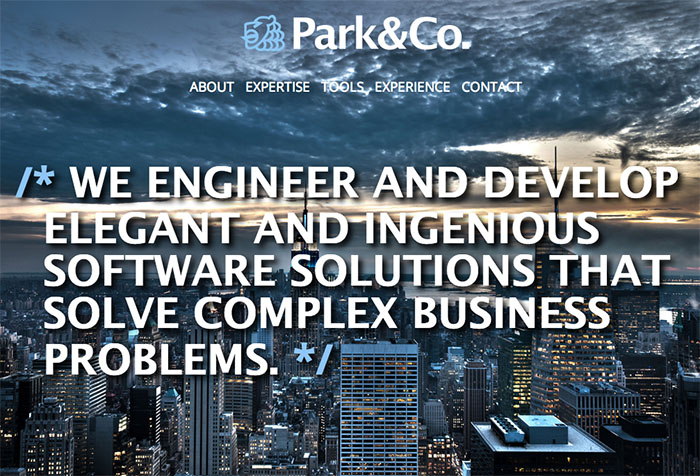 Park&Co.
ABOUT EXPERTISE TOOLS EXPERIENCE CONTACT
/* WE ENGINEER AND DEVELOP
ELEGANT AND INGENIOUS
SOFTWARE SOLUTIONS THAT
SOLVE COMPLEX BUSINESS
PROBLEMS. */